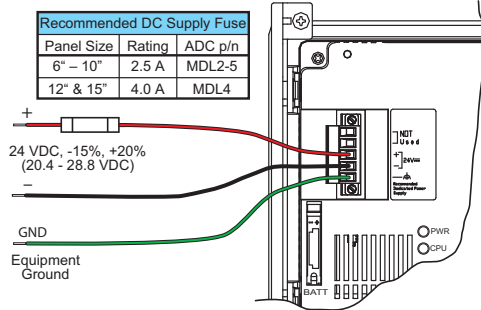 Recommended DC Supply Fuse
Panel Size Rating ADC p/n
6“ – 10” 2.5 A MDL2-5
12“ & 15” 4.0 A MDL4
+
24 VDC, -15%, +20%
(20.4 - 28.8 VDC)
–
GND
Equipment
Ground
NOT
Used
+
24V
–
Recommended
Dedicated Power
Supply
PWR
CPU
– +
BATT